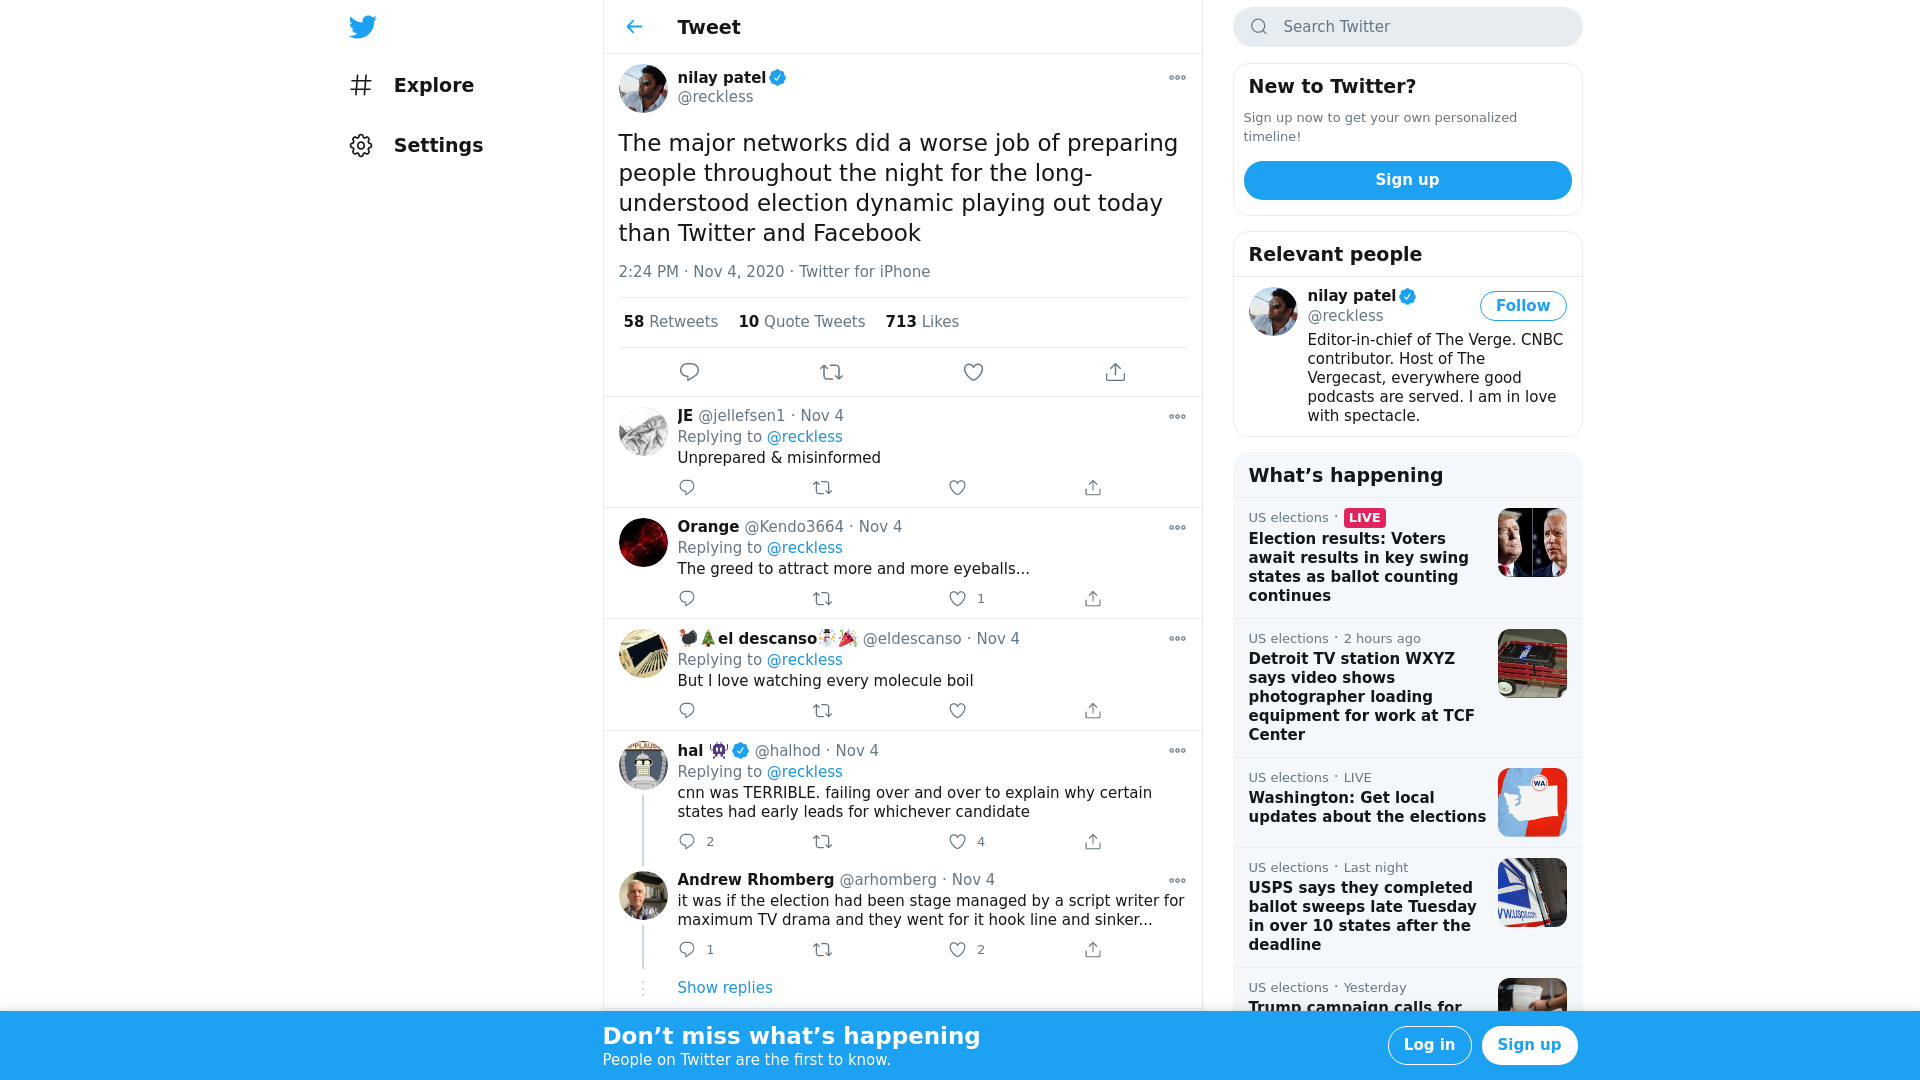 Explore
Settings
Tweet
nilay patel
@reckless
The major networks did a worse job of preparing
people throughout the night for the long-
understood election dynamic playing out today
than Twitter and Facebook
2:24 PM · Nov 4, 2020 · Twitter for iPhone
58 Retweets 10 Quote Tweets 713 Likes
JE @jellefsen1 · Nov 4
Replying to @reckless
Unprepared & misinformed
Orange @Kendo3664 · Nov 4
Replying to @reckless
The greed to attract more and more eyeballs...
1
🦃🎄el descanso☃️🎉 @eldescanso · Nov 4
Replying to @reckless
But I love watching every molecule boil
hal 👾 @halhod · Nov 4
Replying to @reckless
cnn was TERRIBLE. failing over and over to explain why certain
states had early leads for whichever candidate
2 4
Andrew Rhomberg @arhomberg · Nov 4
it was if the election had been stage managed by a script writer for
maximum TV drama and they went for it hook line and sinker...
1 2
Show replies
Search Twitter
New to Twitter?
Sign up now to get your own personalized
timeline!
Sign up
Relevant people
nilay patel
@reckless
Follow
Editor-in-chief of The Verge. CNBC
contributor. Host of The
Vergecast, everywhere good
podcasts are served. I am in love
with spectacle.
What's happening
US elections · LIVE
Election results: Voters
await results in key swing
states as ballot counting
continues
US elections · 2 hours ago
Detroit TV station WXYZ
says video shows
photographer loading
equipment for work at TCF
Center
US elections · LIVE
Washington: Get local
updates about the elections
WA
US elections · Last night
USPS says they completed
ballot sweeps late Tuesday
in over 10 states after the
deadline
US elections · Yesterday
Trump campaign calls for
Don't miss what's happening
People on Twitter are the first to know.
Log in
Sign up